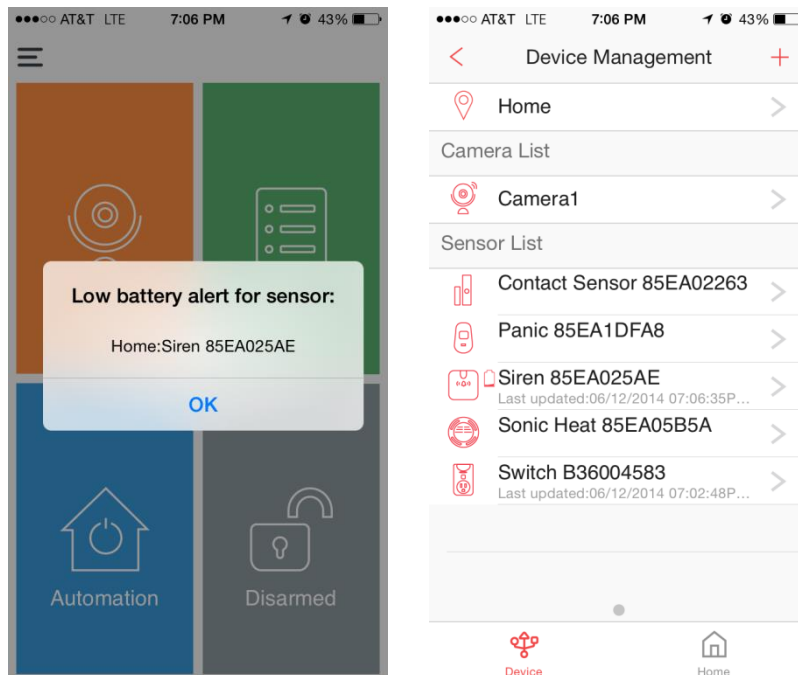 AT&T LTE 7:06 PM 43%
Low battery alert for sensor:
Home:Siren 85EA025AE
OK
Automation
Disarmed
AT&T LTE 7:06 PM 43%
Device Management
Home
Camera List
Camera1
Sensor List
Contact Sensor 85EA02263
Panic 85EA1DFA8
Siren 85EA025AE
Last updated:06/12/2014 07:06:35P...
Sonic Heat 85EA05B5A
Switch B36004583
Last updated:06/12/2014 07:02:48P...
Device
Home